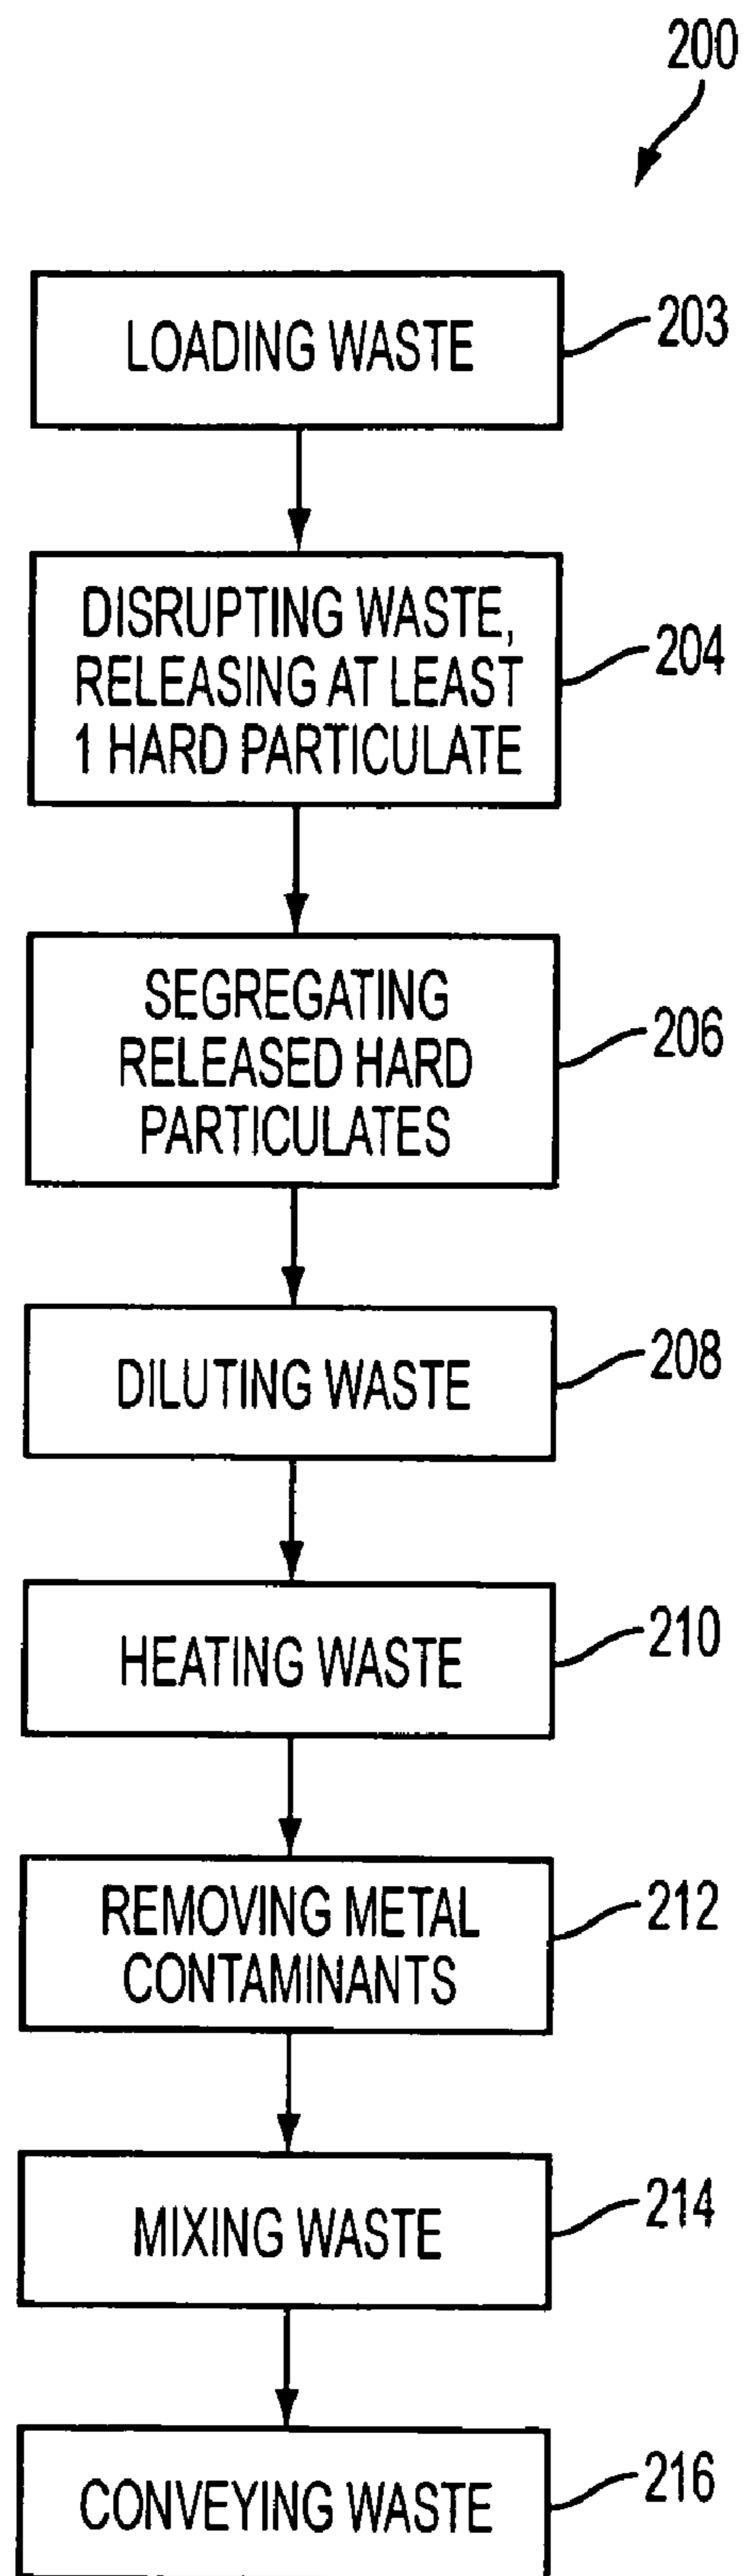 200
LOADING WASTE
203
DISRUPTING WASTE,
RELEASING AT LEAST
1 HARD PARTICULATE
204
SEGREGATING
RELEASED HARD
PARTICULATES
206
DILUTING WASTE
208
HEATING WASTE
210
REMOVING METAL
CONTAMINANTS
212
MIXING WASTE
214
CONVEYING WASTE
216